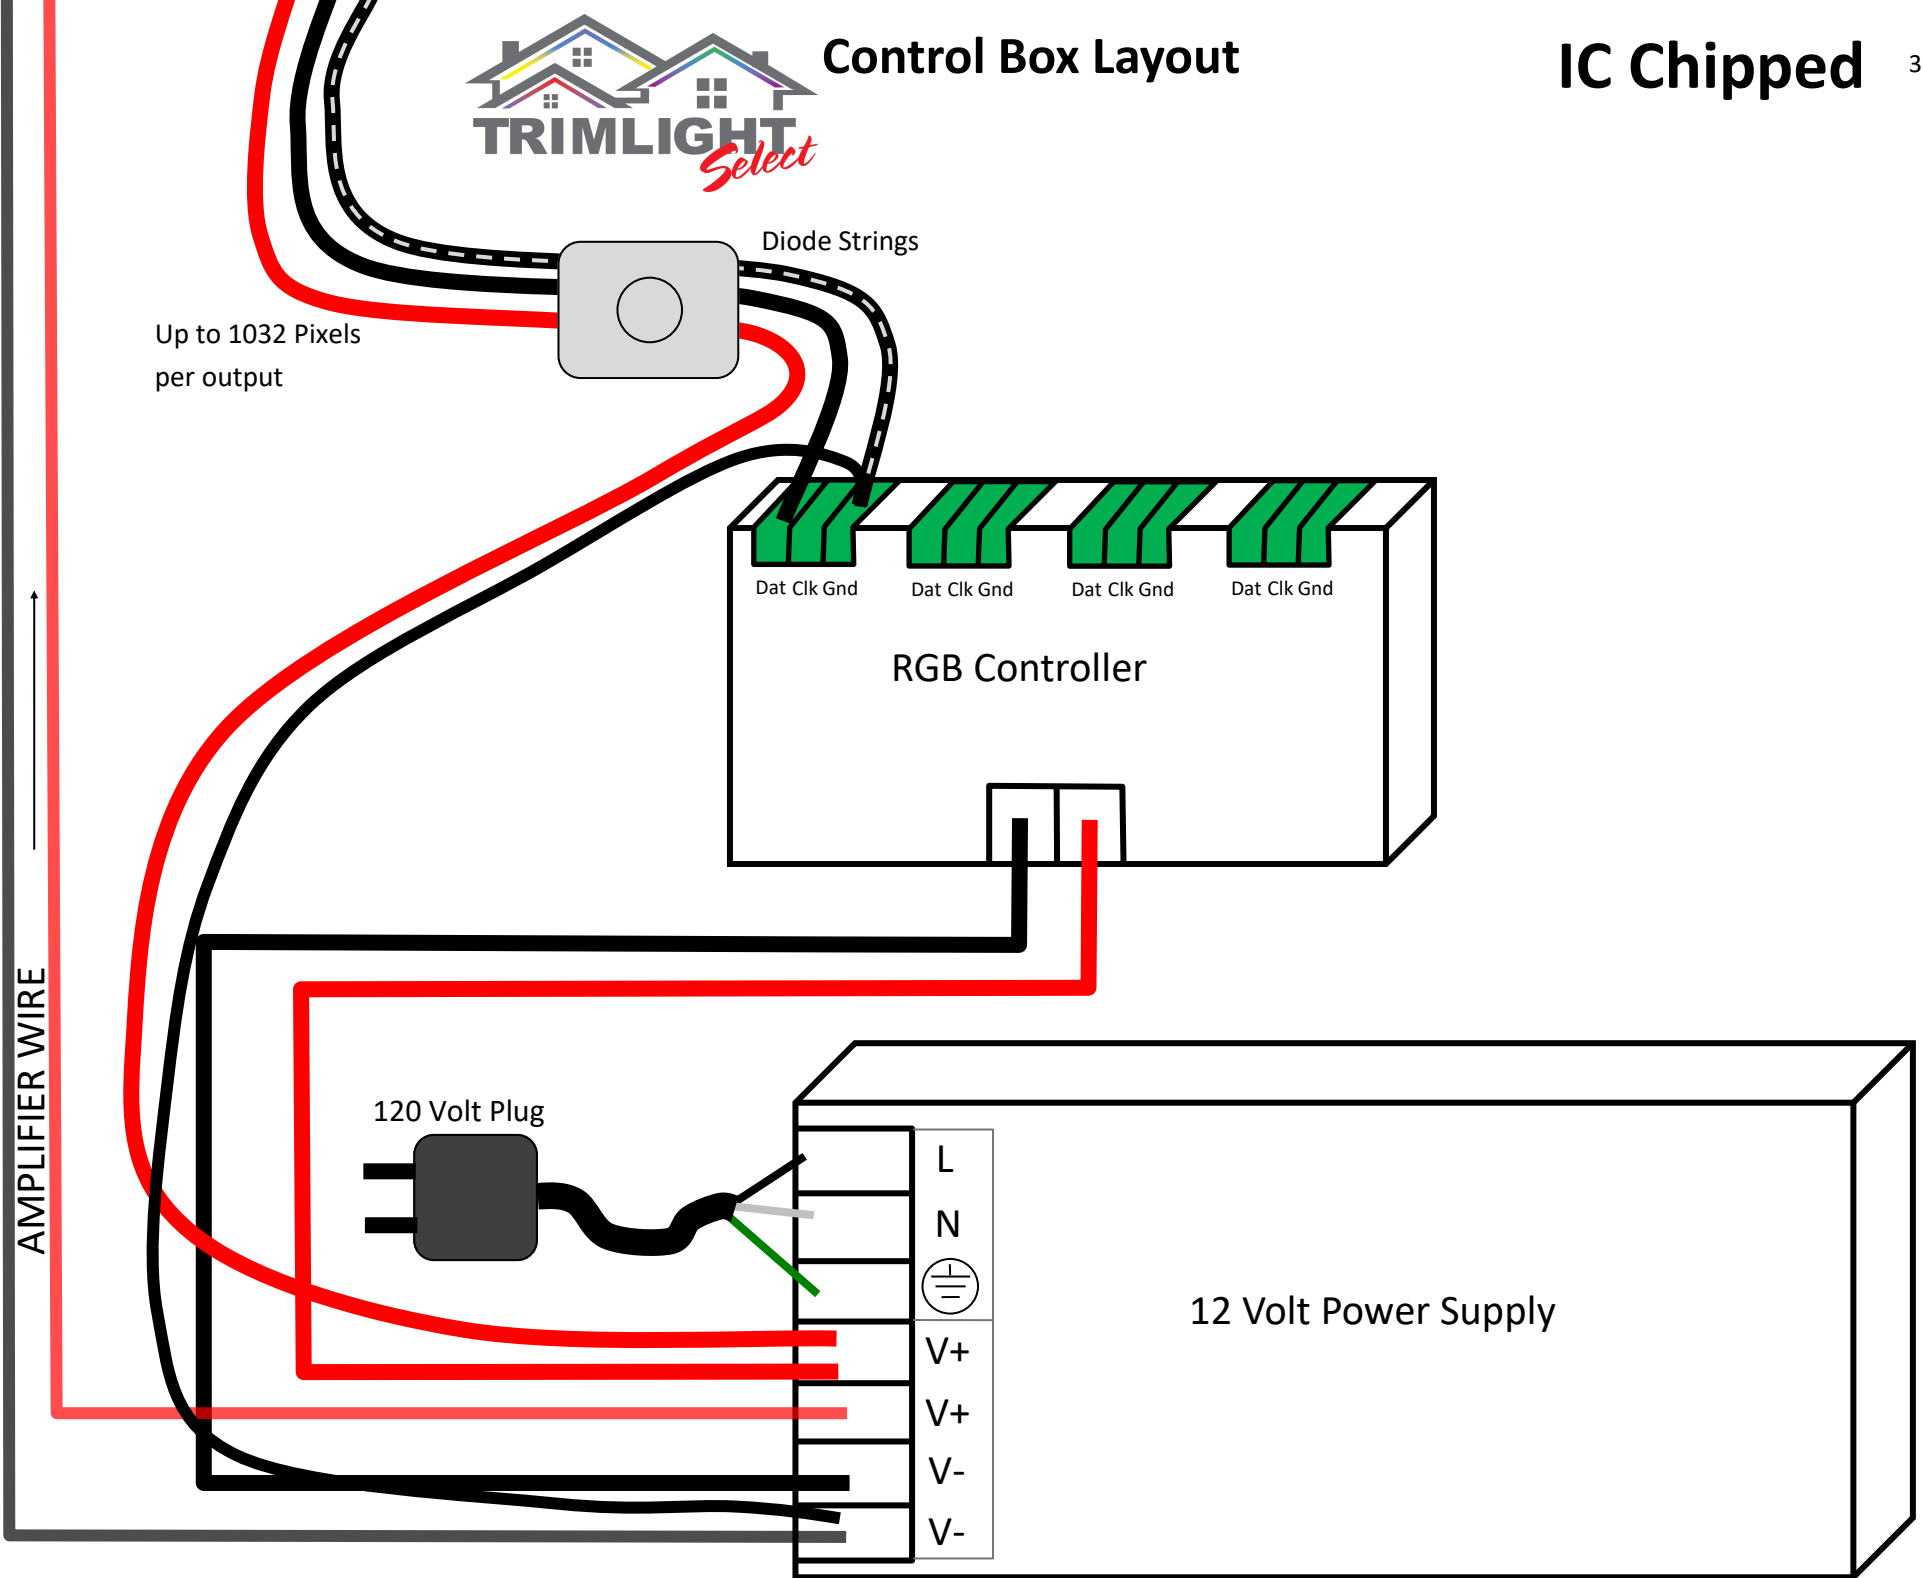 Control Box Layout
IC Chipped
3
TRIMLIGHT
Select
Diode Strings
Up to 1032 Pixels
per output
Dat Clk Gnd
Dat Clk Gnd
Dat Clk Gnd
Dat Clk Gnd
RGB Controller
AMPLIFIER WIRE
120 Volt Plug
L
N
12 Volt Power Supply
V+
V+
V-
V-